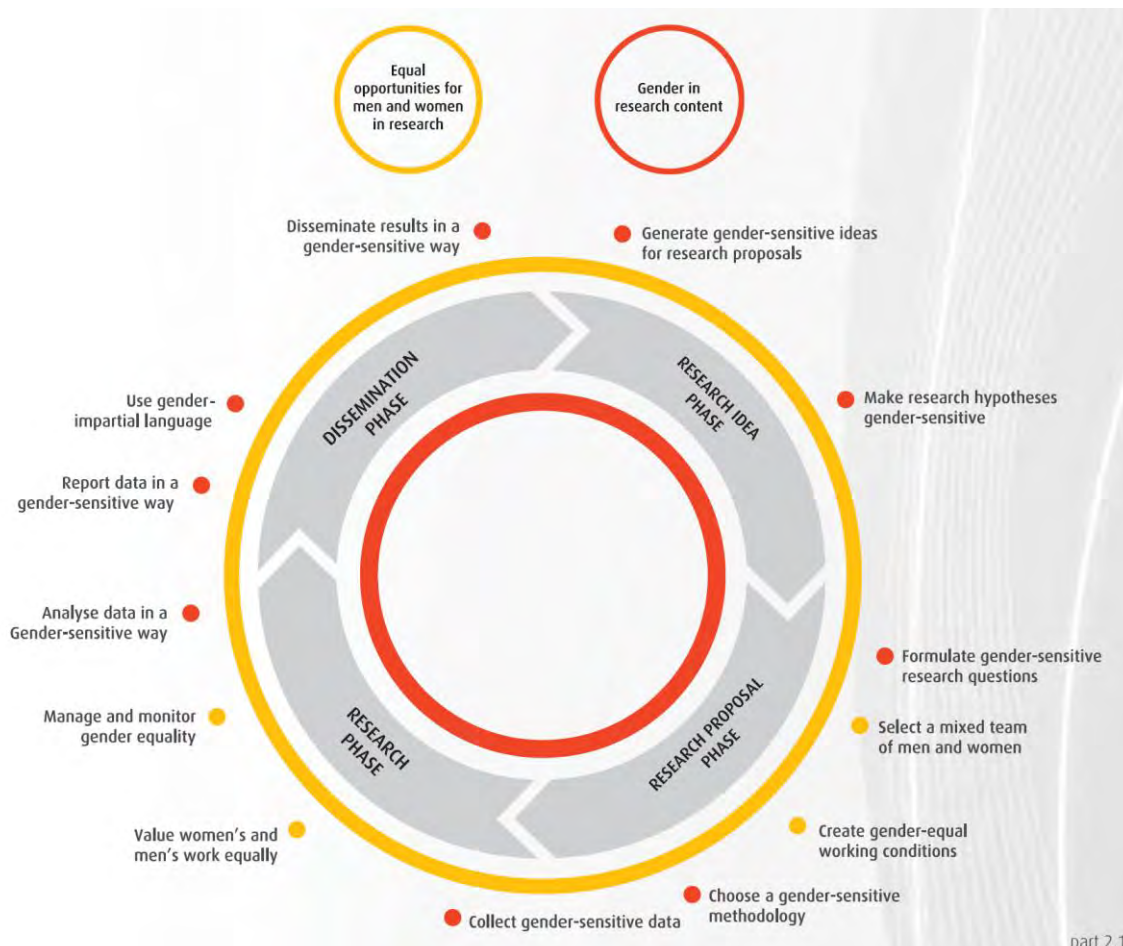 Equal
opportunities for
men and women
in research
Gender in
research content
Disseminate results in a
gender-sensitive way
Generate gender-sensitive ideas
for research proposals
DISSEMINATION
PHASE
RESEARCH IDEA
PHASE
Use gender-
impartial language
Make research hypotheses
gender-sensitive
Report data in a
gender-sensitive way
Analyse data in a
Gender-sensitive way
Formulate gender-sensitive
research questions
Manage and monitor
gender equality
RESEARCH
PHASE
RESEARCH PROPOSAL
PHASE
Select a mixed team
of men and women
Value women's and
men's work equally
Create gender-equal
working conditions
Collect gender-sensitive data
Choose a gender-sensitive
methodology
part 2.1